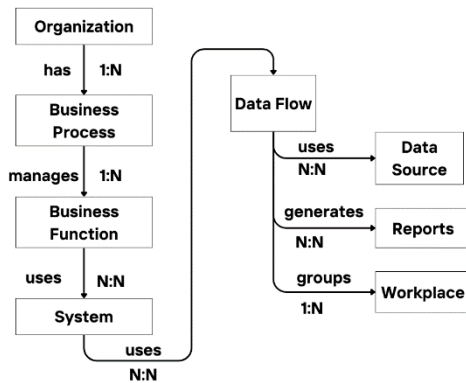 Organization
has 1:N
Business
Process
manages 1:N
Business
Function
uses N:N
System
uses
N:N
Data Flow
uses
N:N
Data
Source
generates
N:N
Reports
groups
1:N
Workplace